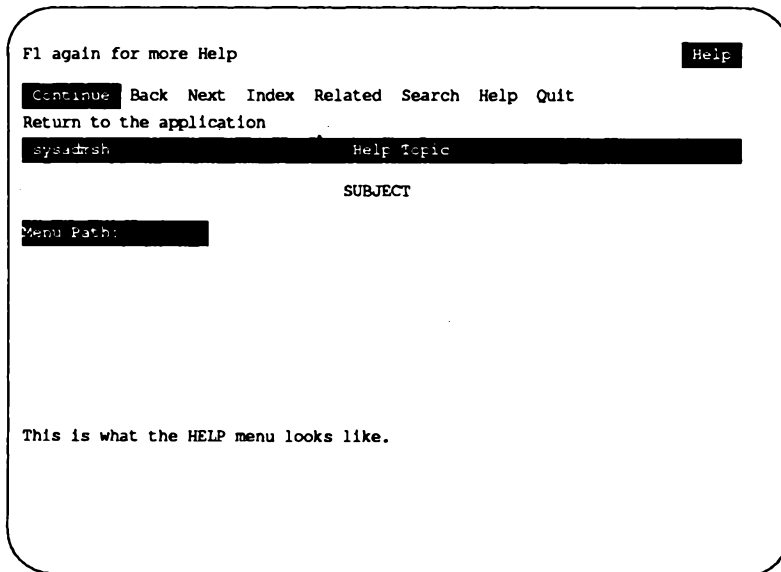 F1 again for more Help Help
Continue Back Next Index Related Search Help Quit
Return to the application
sysadmsh Help Topic
SUBJECT
Menu Path:
This is what the HELP menu looks like.